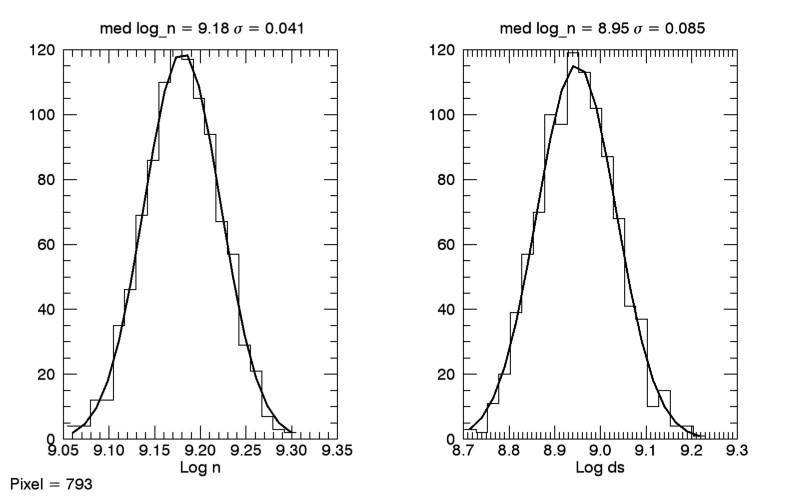 med log_n = 9.18 σ = 0.041
120
100
80
60
40
20
0
9.05 9.10 9.15 9.20 9.25 9.30 9.35
Log n
med log_n = 8.95 σ = 0.085
120
100
80
60
40
20
0
8.7 8.8 8.9 9.0 9.1 9.2 9.3
Log ds
Pixel = 793